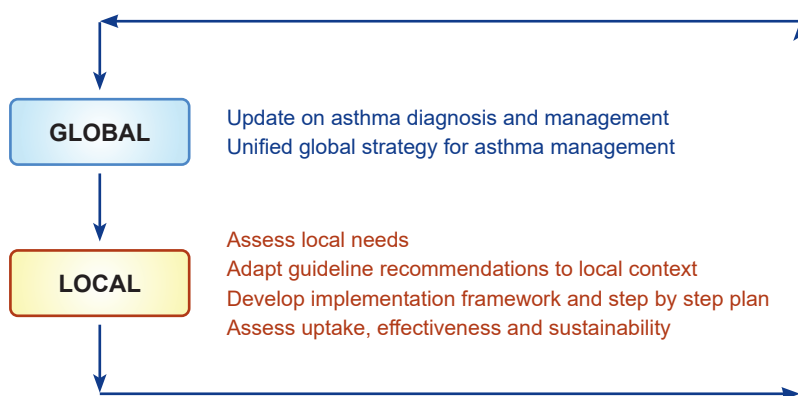 GLOBAL
Update on asthma diagnosis and management
Unified global strategy for asthma management
LOCAL
Assess local needs
Adapt guideline recommendations to local context
Develop implementation framework and step by step plan
Assess uptake, effectiveness and sustainability